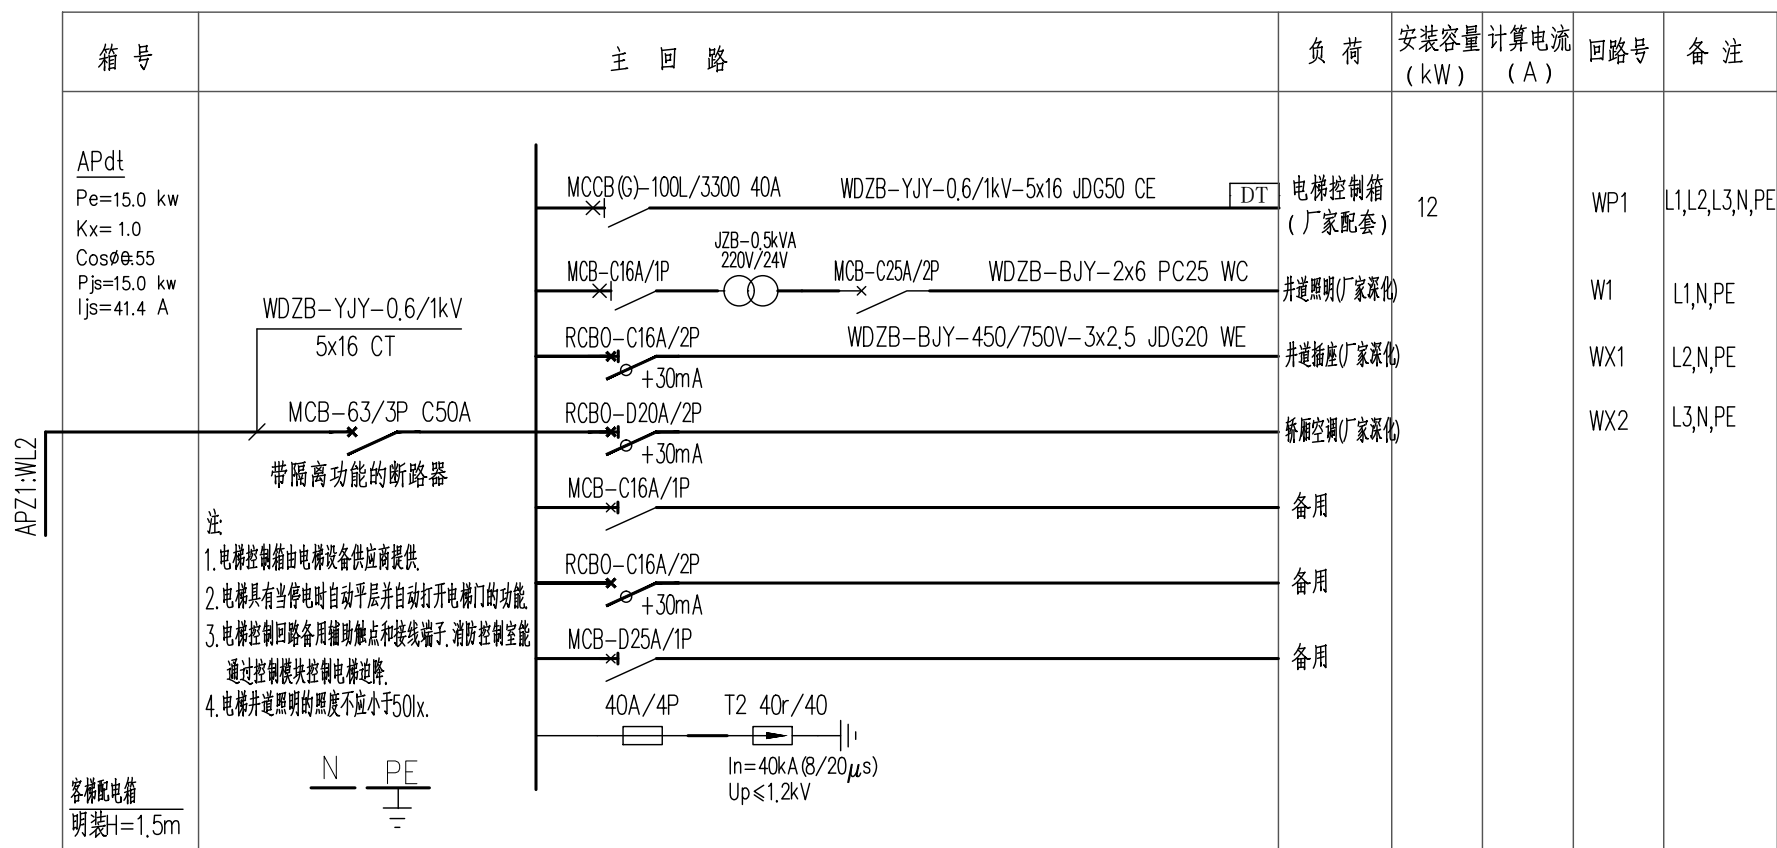 箱 号
主 回 路
负 荷
安装容量
(kW)
计算电流
(A)
回路号
备 注
APdt
Pe=15.0 kw
Kx=1.0
CosØ=0.55
Pjs=15.0 kw
Ijs=41.4 A
MCCB(G)-100L/3300 40A
WDZB-YJY-0.6/1kV-5x16 JDG50 CE
DT
电梯控制箱
(厂家配套)
12
WP1
L1,L2,L3,N,PE
MCB-C16A/1P
JZB-0.5kVA
220V/24V
MCB-C25A/2P
WDZB-BJY-2x6 PC25 WC
井道照明(厂家深化)
W1
L1,N,PE
RCBO-C16A/2P
+30mA
WDZB-BJY-450/750V-3x2.5 JDG20 WE
井道插座(厂家深化)
WX1
L2,N,PE
WDZB-YJY-0.6/1kV
5x16 CT
MCB-63/3P C50A
带隔离功能的断路器
APZ1:WL2
RCBO-D20A/2P
+30mA
轿厢空调(厂家深化)
WX2
L3,N,PE
MCB-C16A/1P
备用
RCBO-C16A/2P
+30mA
备用
MCB-D25A/1P
备用
注:
1.电梯控制箱由电梯设备供应商提供.
2.电梯具有当停电时自动平层并自动打开电梯门的功能.
3.电梯控制回路备用辅助触点和接线端子.消防控制室能
通过控制模块控制电梯迫降.
4.电梯井道照明的照度不应小于50lx.
40A/4P
T2 40r/40
In=40kA(8/20μs)
Up≤1.2kV
N
PE
客梯配电箱
明装H=1.5m